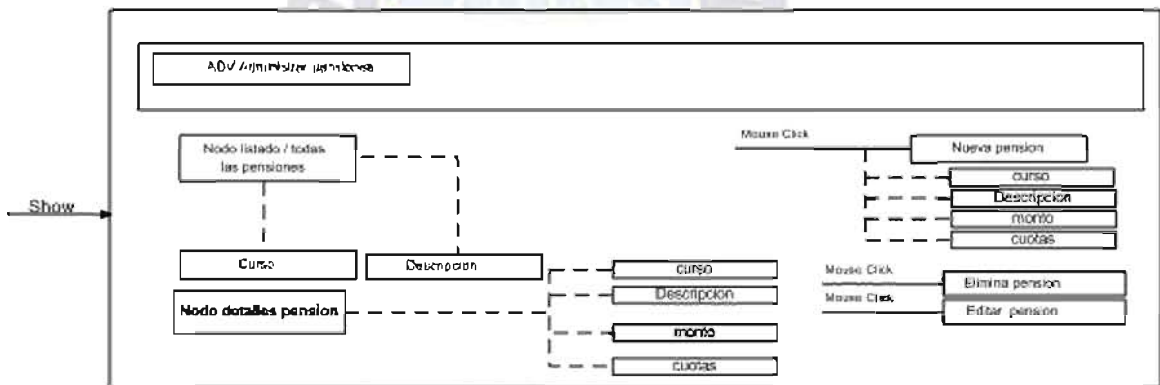 ADV Administrar pensiones
Nodo listado / todas
las pensiones
Mouse Click
Nueva pension
curso
Descripcion
monto
cuotas
Show
Curso
Descripcion
curso
Descripcion
monto
cuotas
Nodo detalles pension
Mouse Click
Elimina pension
Mouse Click
Editar pension